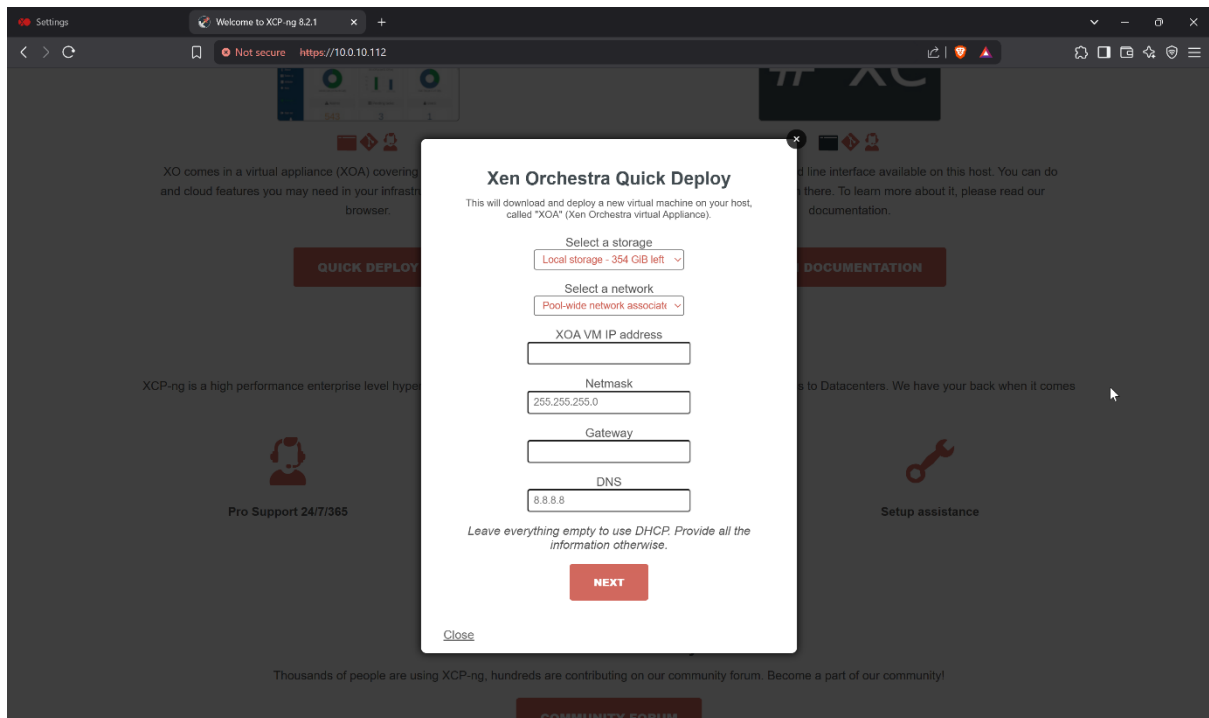 Settings
Welcome to XCP-ng 8.2.1
Not secure https://10.0.10.112
# XC
543 3 1
XO comes in a virtual appliance (XOA) covering
and cloud features you may need in your infrastr
browser.
d line interface available on this host. You can do
there. To learn more about it, please read our
documentation.
QUICK DEPLOY
DOCUMENTATION
Xen Orchestra Quick Deploy
This will download and deploy a new virtual machine on your host,
called "XOA" (Xen Orchestra virtual Appliance).
Select a storage
Local storage - 354 GiB left
Select a network
Pool-wide network associate
XOA VM IP address
Netmask
255.255.255.0
Gateway
DNS
8.8.8.8
Leave everything empty to use DHCP. Provide all the
information otherwise.
NEXT
Close
XCP-ng is a high performance enterprise level hyper
s to Datacenters. We have your back when it comes
Pro Support 24/7/365
Setup assistance
Thousands of people are using XCP-ng, hundreds are contributing on our community forum. Become a part of our community!
COMMUNITY FORUM